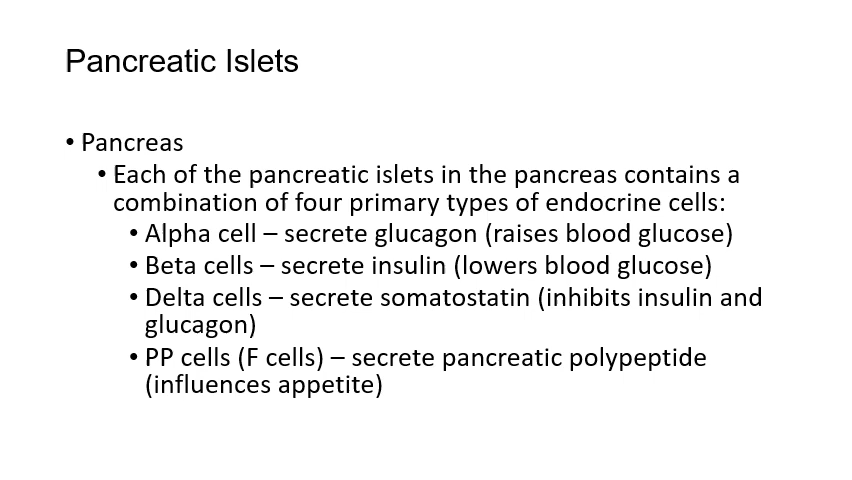 Pancreatic Islets
• Pancreas
• Each of the pancreatic islets in the pancreas contains a
combination of four primary types of endocrine cells:
• Alpha cell – secrete glucagon (raises blood glucose)
• Beta cells – secrete insulin (lowers blood glucose)
• Delta cells – secrete somatostatin (inhibits insulin and
glucagon)
• PP cells (F cells) – secrete pancreatic polypeptide
(influences appetite)